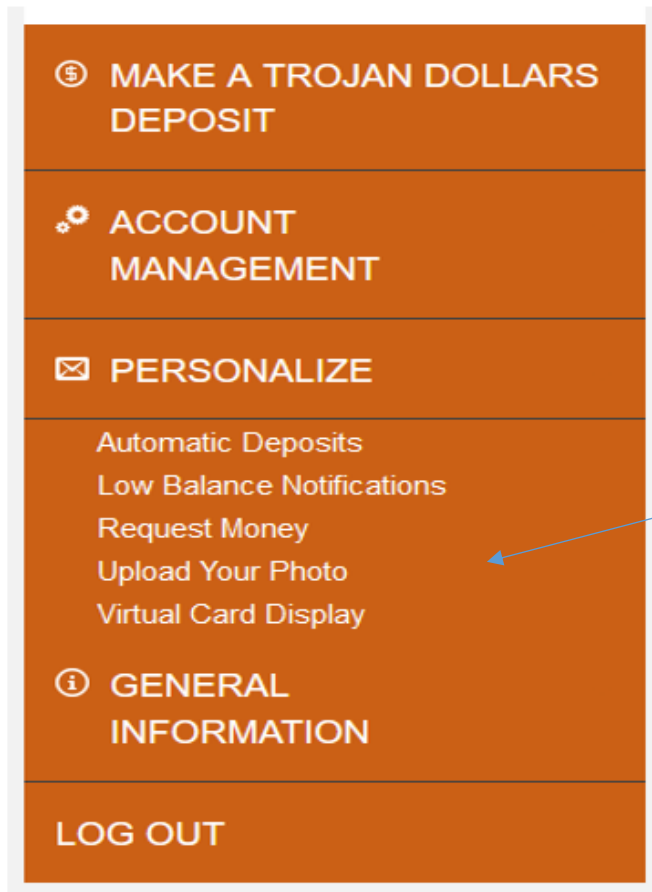 MAKE A TROJAN DOLLARS
DEPOSIT
ACCOUNT
MANAGEMENT
PERSONALIZE
Automatic Deposits
Low Balance Notifications
Request Money
Upload Your Photo
Virtual Card Display
GENERAL
INFORMATION
LOG OUT